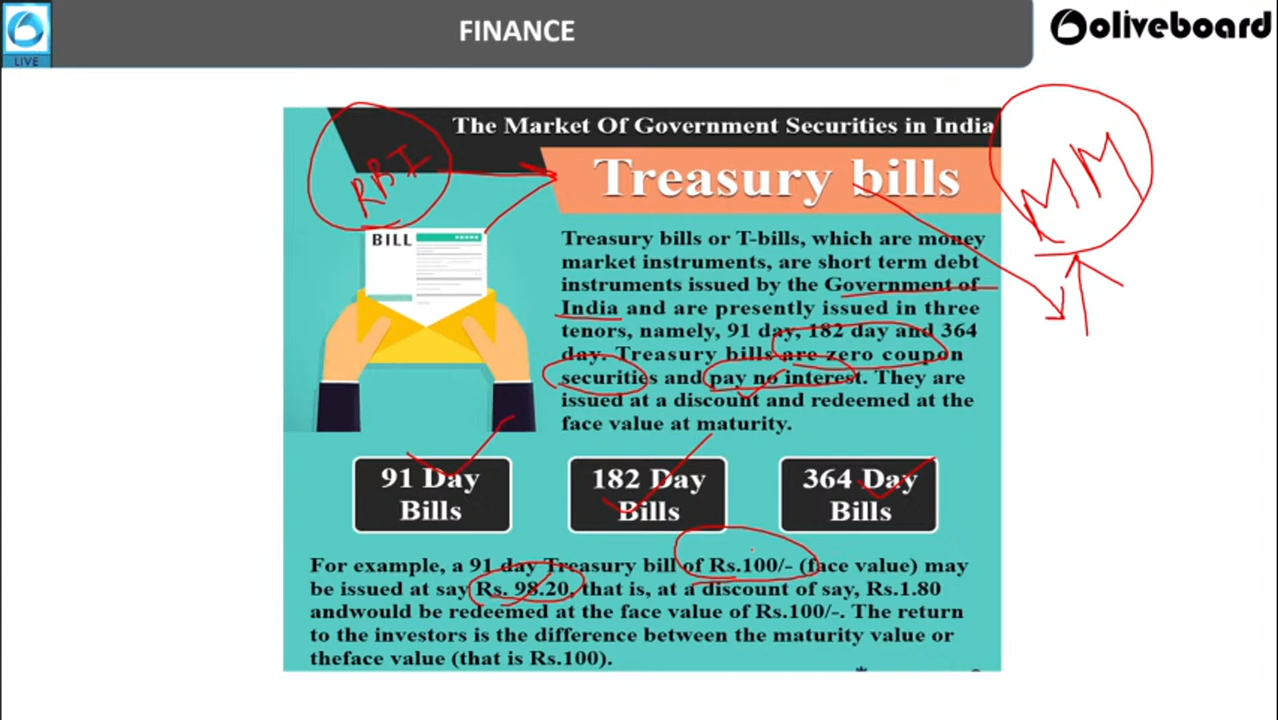 LIVE
FINANCE
oliveboard
The Market Of Government Securities in India
Treasury bills
RBI
MM
BILL
Treasury bills or T-bills, which are money
market instruments, are short term debt
instruments issued by the Government of
India and are presently issued in three
tenors, namely, 91 day, 182 day and 364
day. Treasury bills are zero coupon
securities and pay no interest. They are
issued at a discount and redeemed at the
face value at maturity.
91 Day
Bills
182 Day
Bills
364 Day
Bills
For example, a 91 day Treasury bill of Rs.100/- (face value) may
be issued at say Rs. 98.20, that is, at a discount of say, Rs.1.80
andwould be redeemed at the face value of Rs.100/-. The return
to the investors is the difference between the maturity value or
theface value (that is Rs.100).